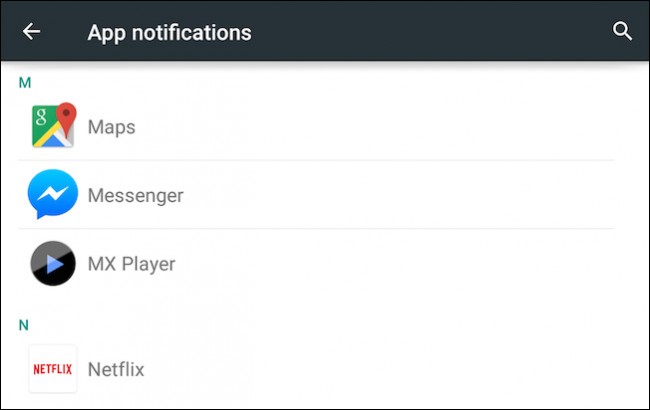 App notifications
M
g
Maps
Messenger
MX Player
N
NETFLIX
Netflix